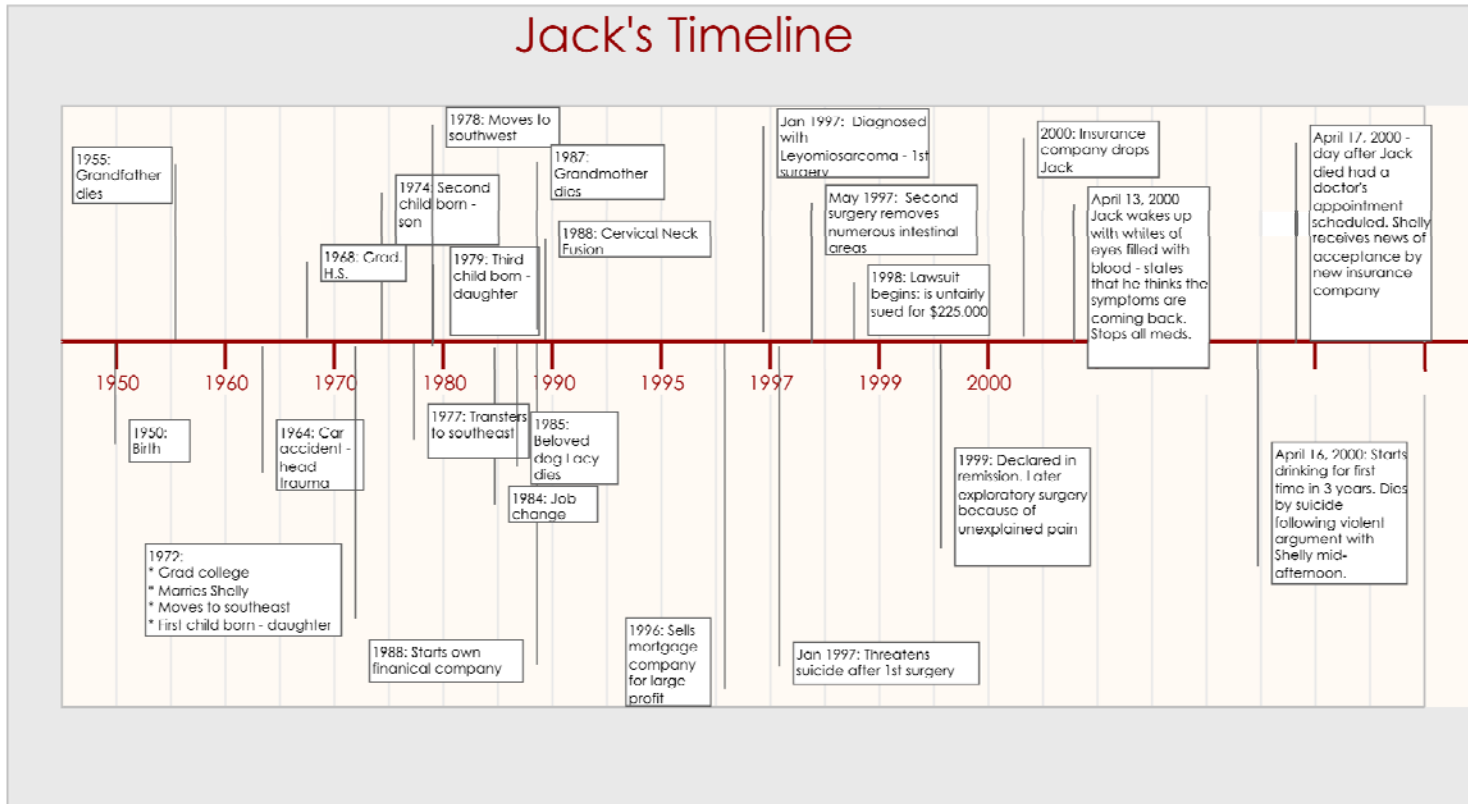 Jack's Timeline
1955:
Grandfather
dies
1968: Grad.
H.S.
1974: Second
child born -
son
1978: Moves to
southwest
1979: Third
child born -
daughter
1987:
Grandmother
dies
1988: Cervical Neck
Fusion
Jan 1997:  Diagnosed
with
Leyomiosarcoma - 1st
surgery
May 1997:  Second
surgery removes
numerous intestinal
areas
1998: Lawsuit
begins: is unfairly
sued for $225.000
2000: Insurance
company drops
Jack
April 13, 2000
Jack wakes up
with whites of
eyes filled with
blood - states
that he thinks the
symptoms are
coming back.
Stops all meds.
April 17, 2000 -
day after Jack
died had a
doctor's
appointment
scheduled. Shelly
receives news of
acceptance by
new insurance
company
1950
1960
1970
1980
1990
1995
1997
1999
2000
1950:
Birth
1964: Car
accident -
head
trauma
1972:
* Grad college
* Marries Shelly
* Moves to southeast
* First child born - daughter
1977: Transfers
to southeast
1985:
Beloved
dog Lacy
dies
1984: Job
change
1988: Starts own
finanical company
1996: Sells
mortgage
company
for large
profit
Jan 1997: Threatens
suicide after 1st surgery
1999: Declared in
remission. Later
exploratory surgery
because of
unexplained pain
April 16, 2000: Starts
drinking for first
time in 3 years. Dies
by suicide
following violent
argument with
Shelly mid-
afternoon.